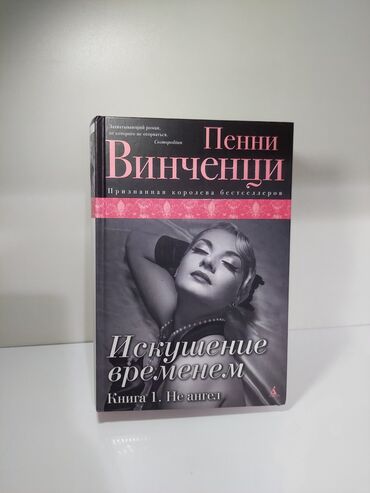 Захватывающий роман,
от которого не оторваться.
Cosmopolitan
Пенни
Винченци
Признанная королева бестселлеров
Искушение
временем
Книга 1. Не ангел